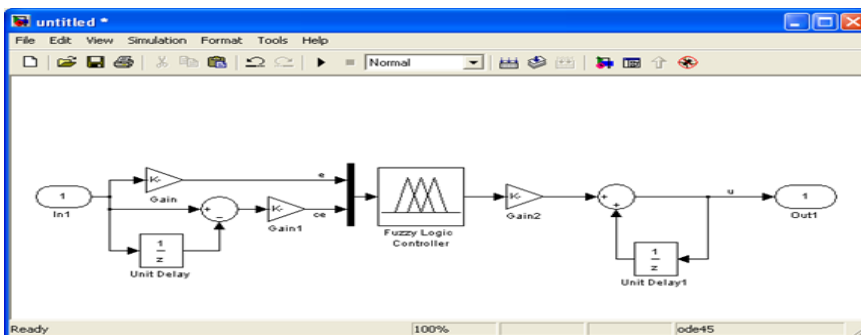 untitled *
File Edit View Simulation Format Tools Help
Normal
1
In1
K-
Gain
e
+
−
K-
Gain1
ce
1
z
Unit Delay
Fuzzy Logic
Controller
K-
Gain2
+
+
u
1
Out1
1
z
Unit Delay1
Ready 100% ode45